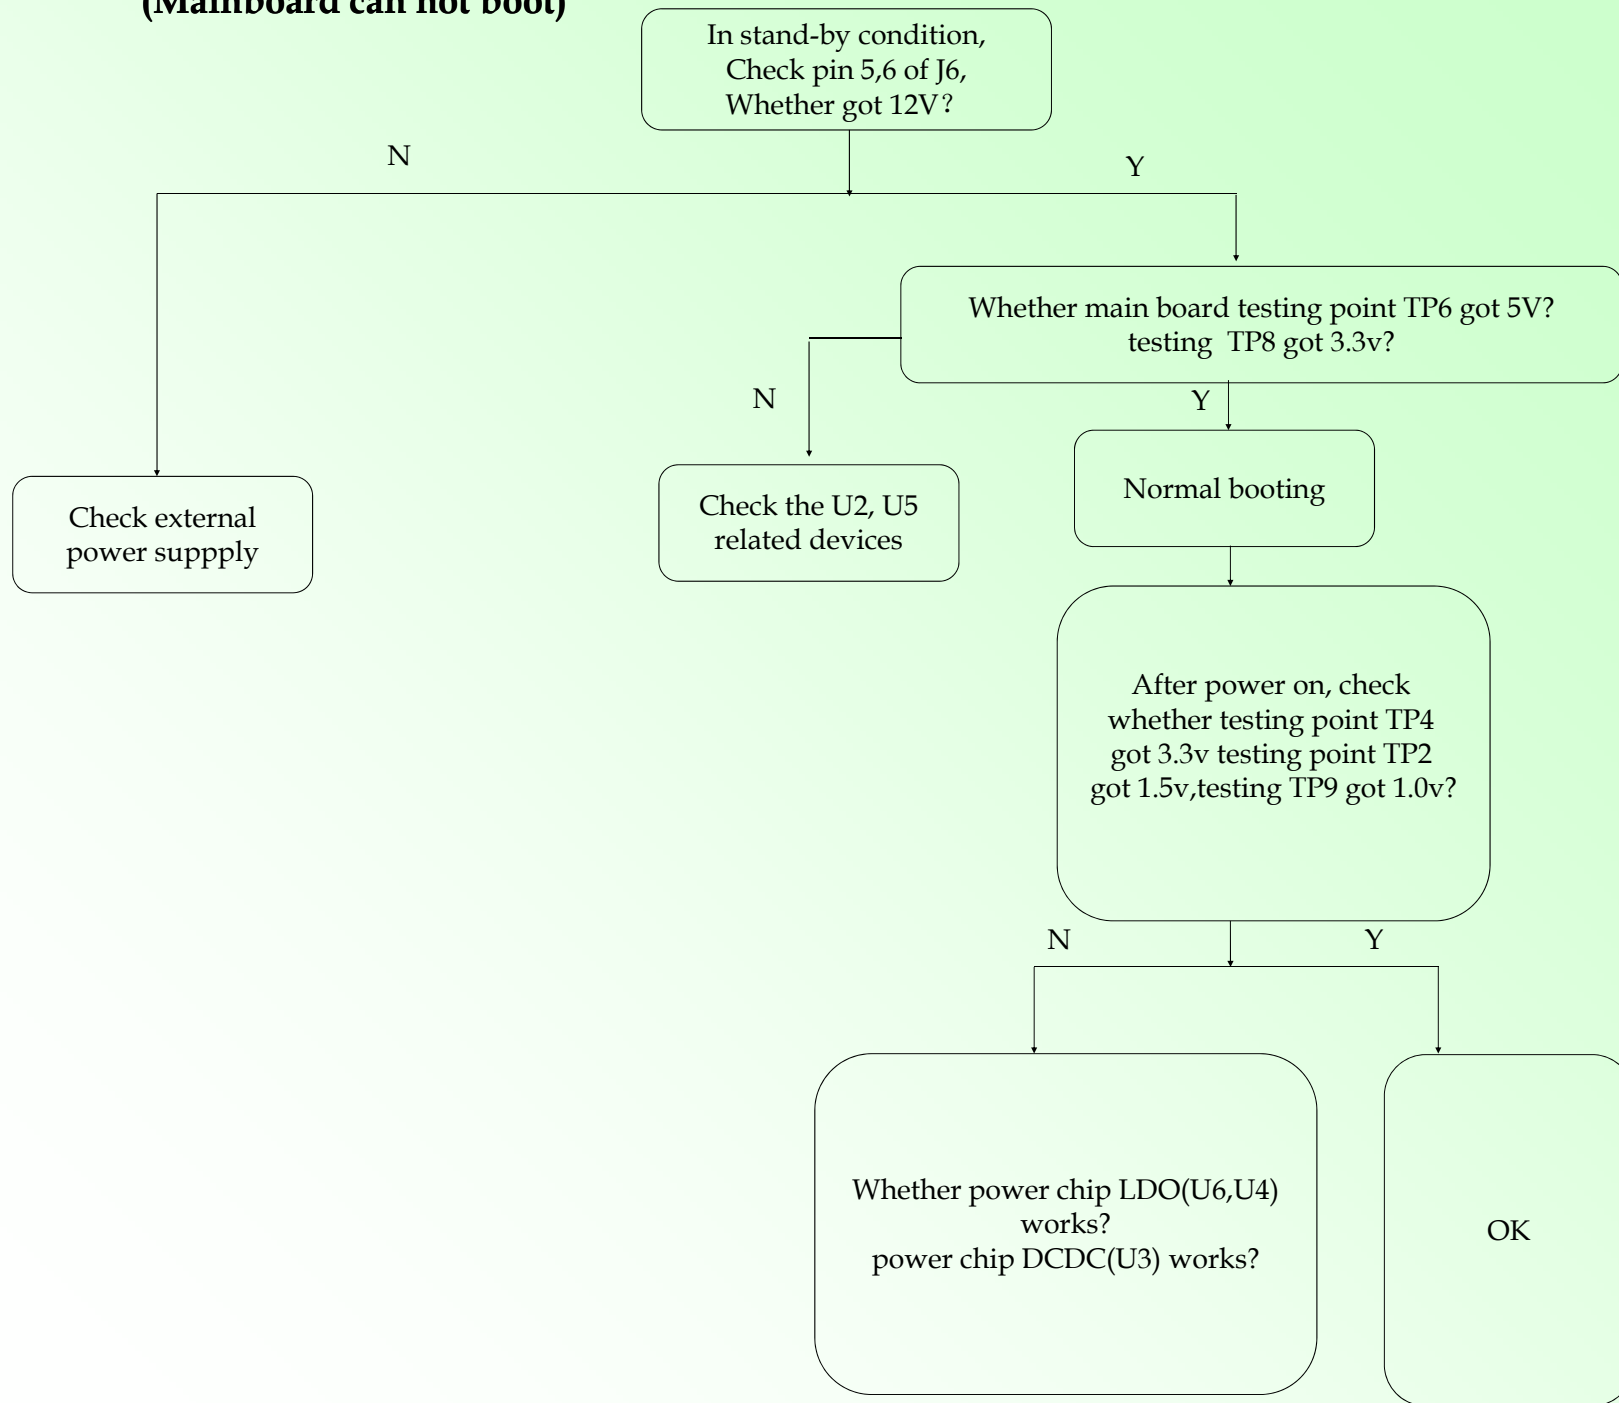 (Mainboard can not boot)
In stand-by condition,
Check pin 5,6 of J6,
Whether got 12V?
N
Y
Whether main board testing point TP6 got 5V?
testing TP8 got 3.3v?
N
Y
Normal booting
Check the U2, U5
related devices
Check external
power suppply
After power on, check
whether testing point TP4
got 3.3v testing point TP2
got 1.5v,testing TP9 got 1.0v?
N
Y
Whether power chip LDO(U6,U4)
works?
power chip DCDC(U3) works?
OK